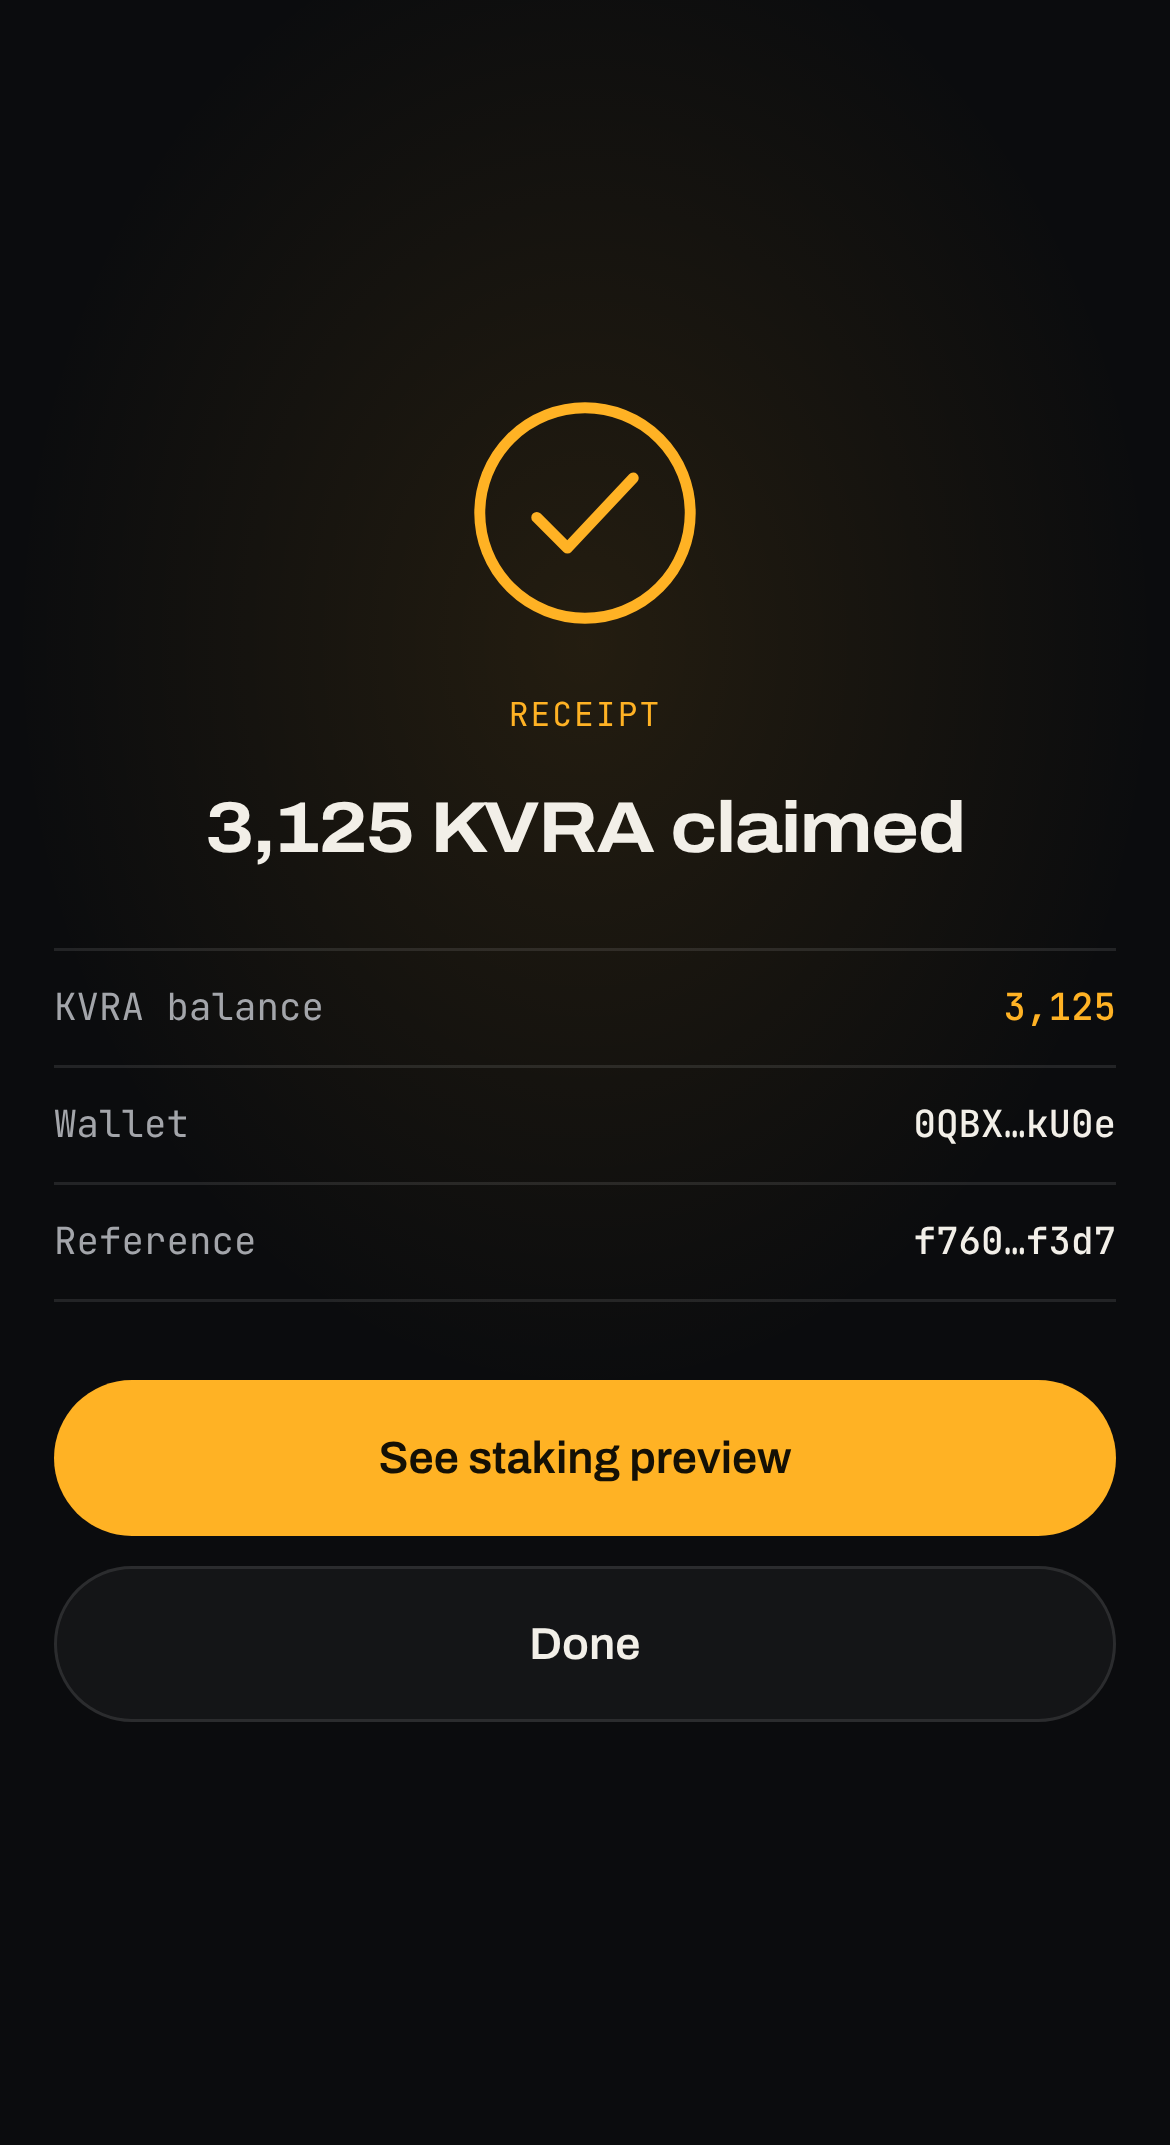 RECEIPT
3,125 KVRA claimed
KVRA balance 3,125
Wallet 0QBX…kU0e
Reference f760…f3d7
See staking preview
Done